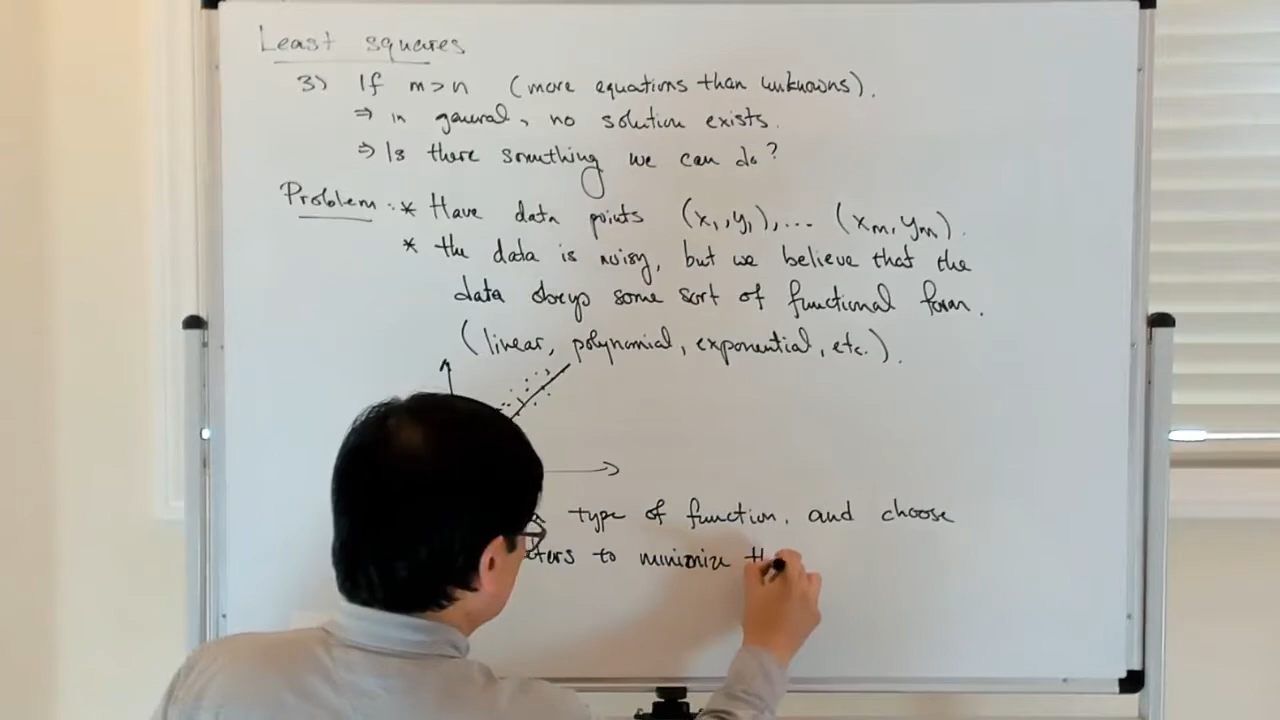 Least squares
3) If m > n (more equations than unknowns).
⇒ in general, no solution exists.
⇒ Is there something we can do?
Problem: * Have data points (x₁, y₁), ... (xₘ, yₘ).
* the data is noisy, but we believe that the
data obeys some sort of functional form.
(linear, polynomial, exponential, etc.).
type of function, and choose
ters to minimize th